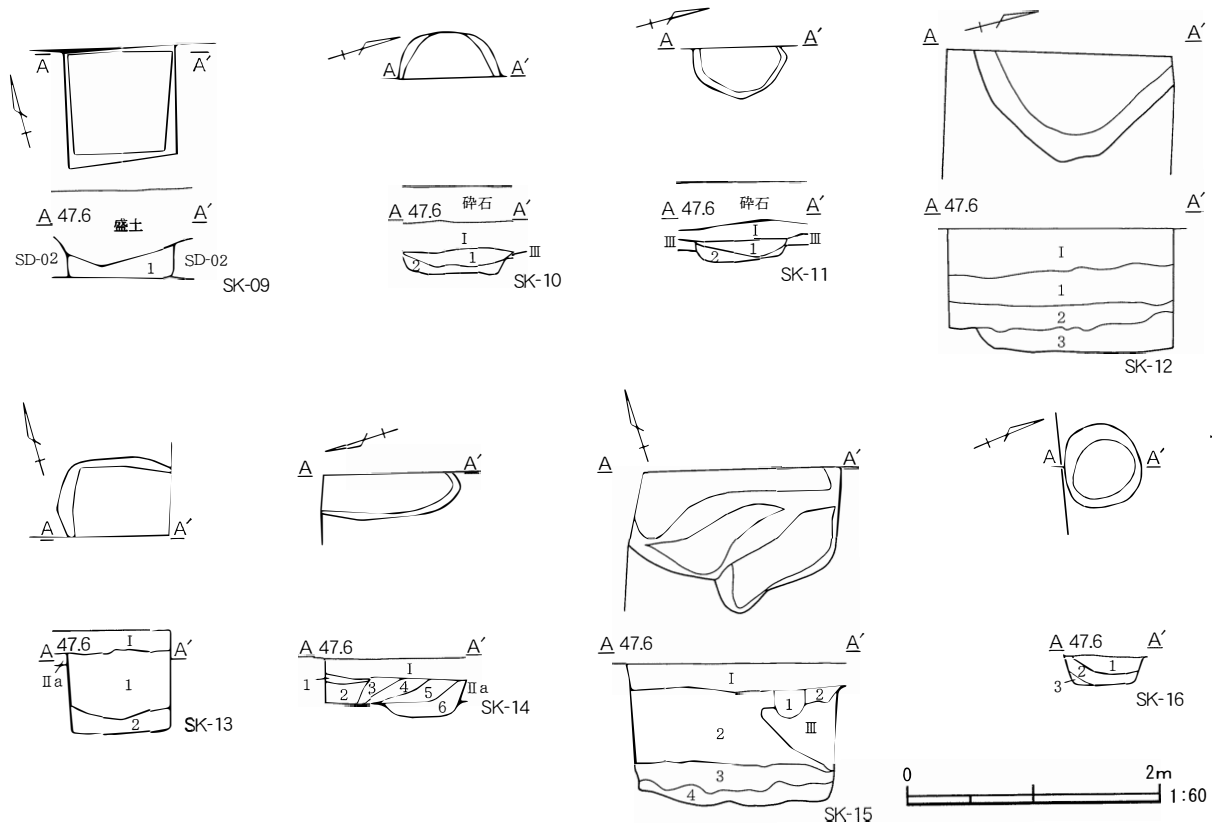 A A′
A 47.6 A′
盛土
SD-02 1 SD-02
SK-09
A A′
碎石
A 47.6 A′
I
1 III
2
SK-10
A A′
碎石
A 47.6 A′
I
III 1 III
2
SK-11
A A′
A 47.6 A′
I
1
2
3
SK-12
A A′
I
A 47.6 A′
IIa
1
2
SK-13
A A′
A 47.6 A′
I
1 2 3 4 5 6 IIa
SK-14
A A′
A 47.6 A′
I
1 2
2 III
3
4
SK-15
A A′
A 47.6 A′
2 1
3
SK-16
0 2m
1:60